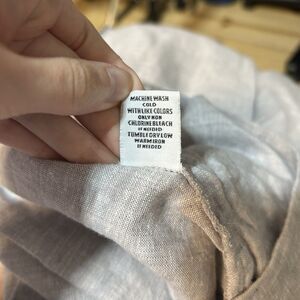 MACHINE WASH
COLD
WITH LIKE COLORS
ONLY NON
CHLORINE BLEACH
IF NEEDED
TUMBLE DRY LOW
WARM IRON
IF NEEDED